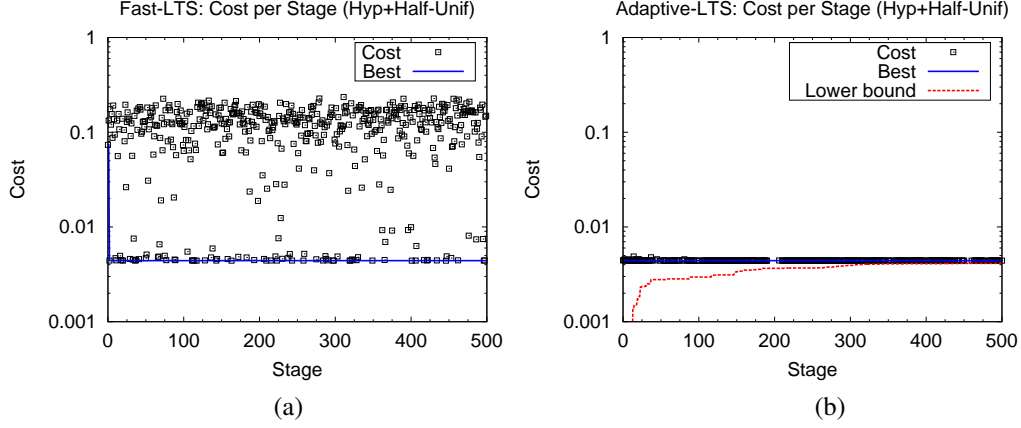 Fast-LTS: Cost per Stage (Hyp+Half-Unif)
1
0.1
0.01
0.001
Cost
Cost
Best
0 100 200 300 400 500
Stage
(a)
Adaptive-LTS: Cost per Stage (Hyp+Half-Unif)
1
0.1
0.01
0.001
Cost
Cost
Best
Lower bound
0 100 200 300 400 500
Stage
(b)